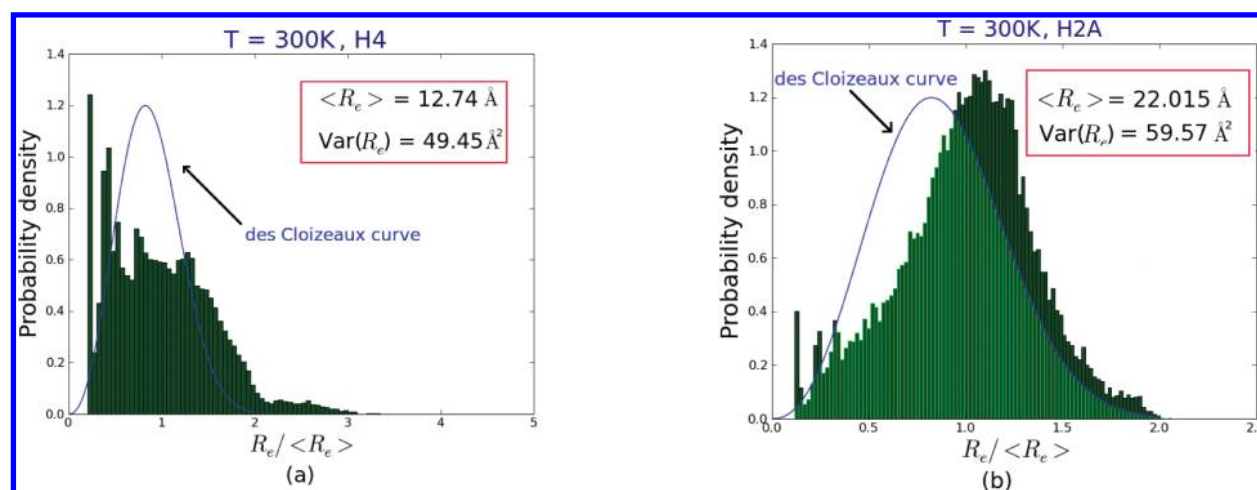 T = 300K, H4
1.4
1.2
1.0
0.8
0.6
0.4
0.2
0.0
Probability density
<R_e> = 12.74 Å
Var(R_e) = 49.45 Å²
des Cloizeaux curve
0 1 2 3 4 5
R_e/<R_e>
(a)
T = 300K, H2A
1.4
1.2
1.0
0.8
0.6
0.4
0.2
0.0
Probability density
des Cloizeaux curve
<R_e> = 22.015 Å
Var(R_e) = 59.57 Å²
0.0 0.5 1.0 1.5 2.0 2.5
R_e/<R_e>
(b)